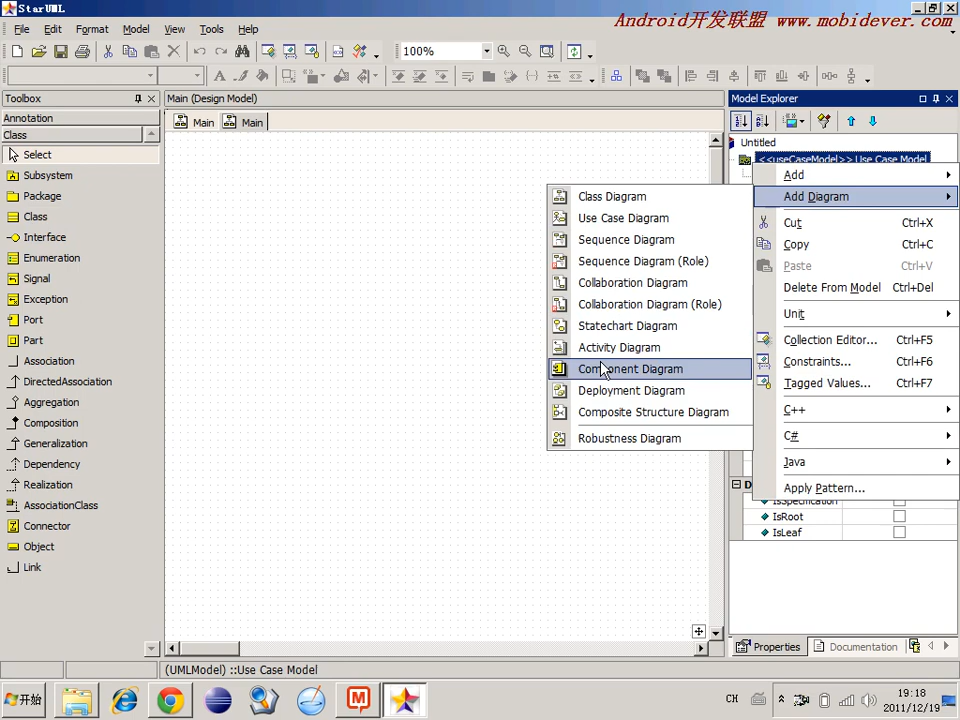 StarUML
Android开发联盟 www.mobidever.com
File Edit Format Model View Tools Help
100%
Toolbox
Main (Design Model)
Model Explorer
Annotation
Class
Main
Main
Select
Subsystem
Package
Class
Interface
Enumeration
Signal
Exception
Port
Part
Association
DirectedAssociation
Aggregation
Composition
Generalization
Dependency
Realization
AssociationClass
Connector
Object
Link
Class Diagram
Use Case Diagram
Sequence Diagram
Sequence Diagram (Role)
Collaboration Diagram
Collaboration Diagram (Role)
Statechart Diagram
Activity Diagram
Component Diagram
Deployment Diagram
Composite Structure Diagram
Robustness Diagram
Untitled
<<useCaseModel>> Use Case Model
Add
Add Diagram
Cut Ctrl+X
Copy Ctrl+C
Paste Ctrl+V
Delete From Model Ctrl+Del
Unit
Collection Editor... Ctrl+F5
Constraints... Ctrl+F6
Tagged Values... Ctrl+F7
C++
C#
Java
Apply Pattern...
IsSpecification
IsRoot
IsLeaf
Properties Documentation
(UMLModel) ::Use Case Model
开始
CH
19:18
2011/12/19